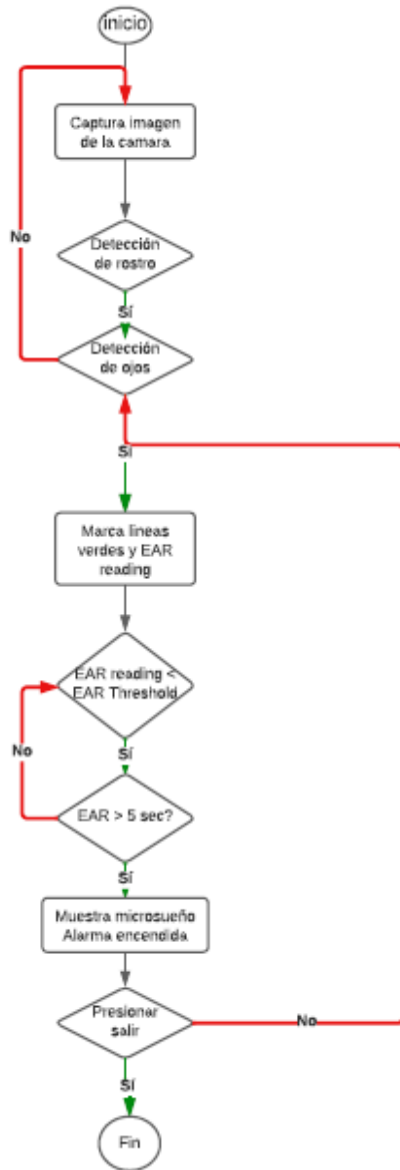 inicio
Captura imagen
de la camara
No
Detección
de rostro
Sí
Detección
de ojos
Sí
Marca lineas
verdes y EAR
reading
EAR reading <
EAR Threshold
No
Sí
EAR > 5 sec?
Sí
Muestra microsueño
Alarma encendida
Presionar
salir
No
Sí
Fin